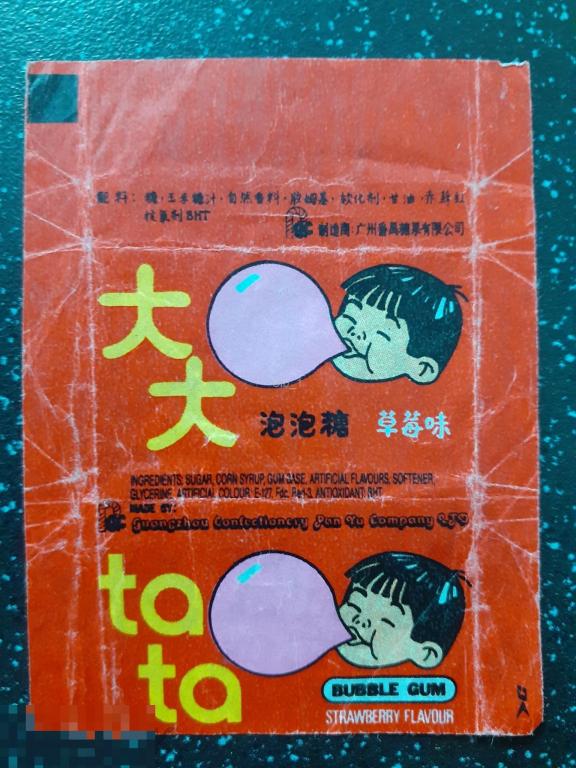 配料：糖，玉米糖汁，自然香料，胶姆基，软化剂，甘油，赤藓红
抗氧剂BHT
制造商：广州番禺糖果有限公司
大
大
泡泡糖 草莓味
INGREDIENTS: SUGAR, CORN SYRUP, GUM BASE, ARTIFICIAL FLAVOURS, SOFTENER,
GLYCERINE, ARTIFICIAL COLOUR: E-127, Fdc, Red-3, ANTIOXIDANT: BHT
MADE BY:
Guangzhou Confectionery Pan Yu Company LTD
ta
ta
BUBBLE GUM
STRAWBERRY FLAVOUR